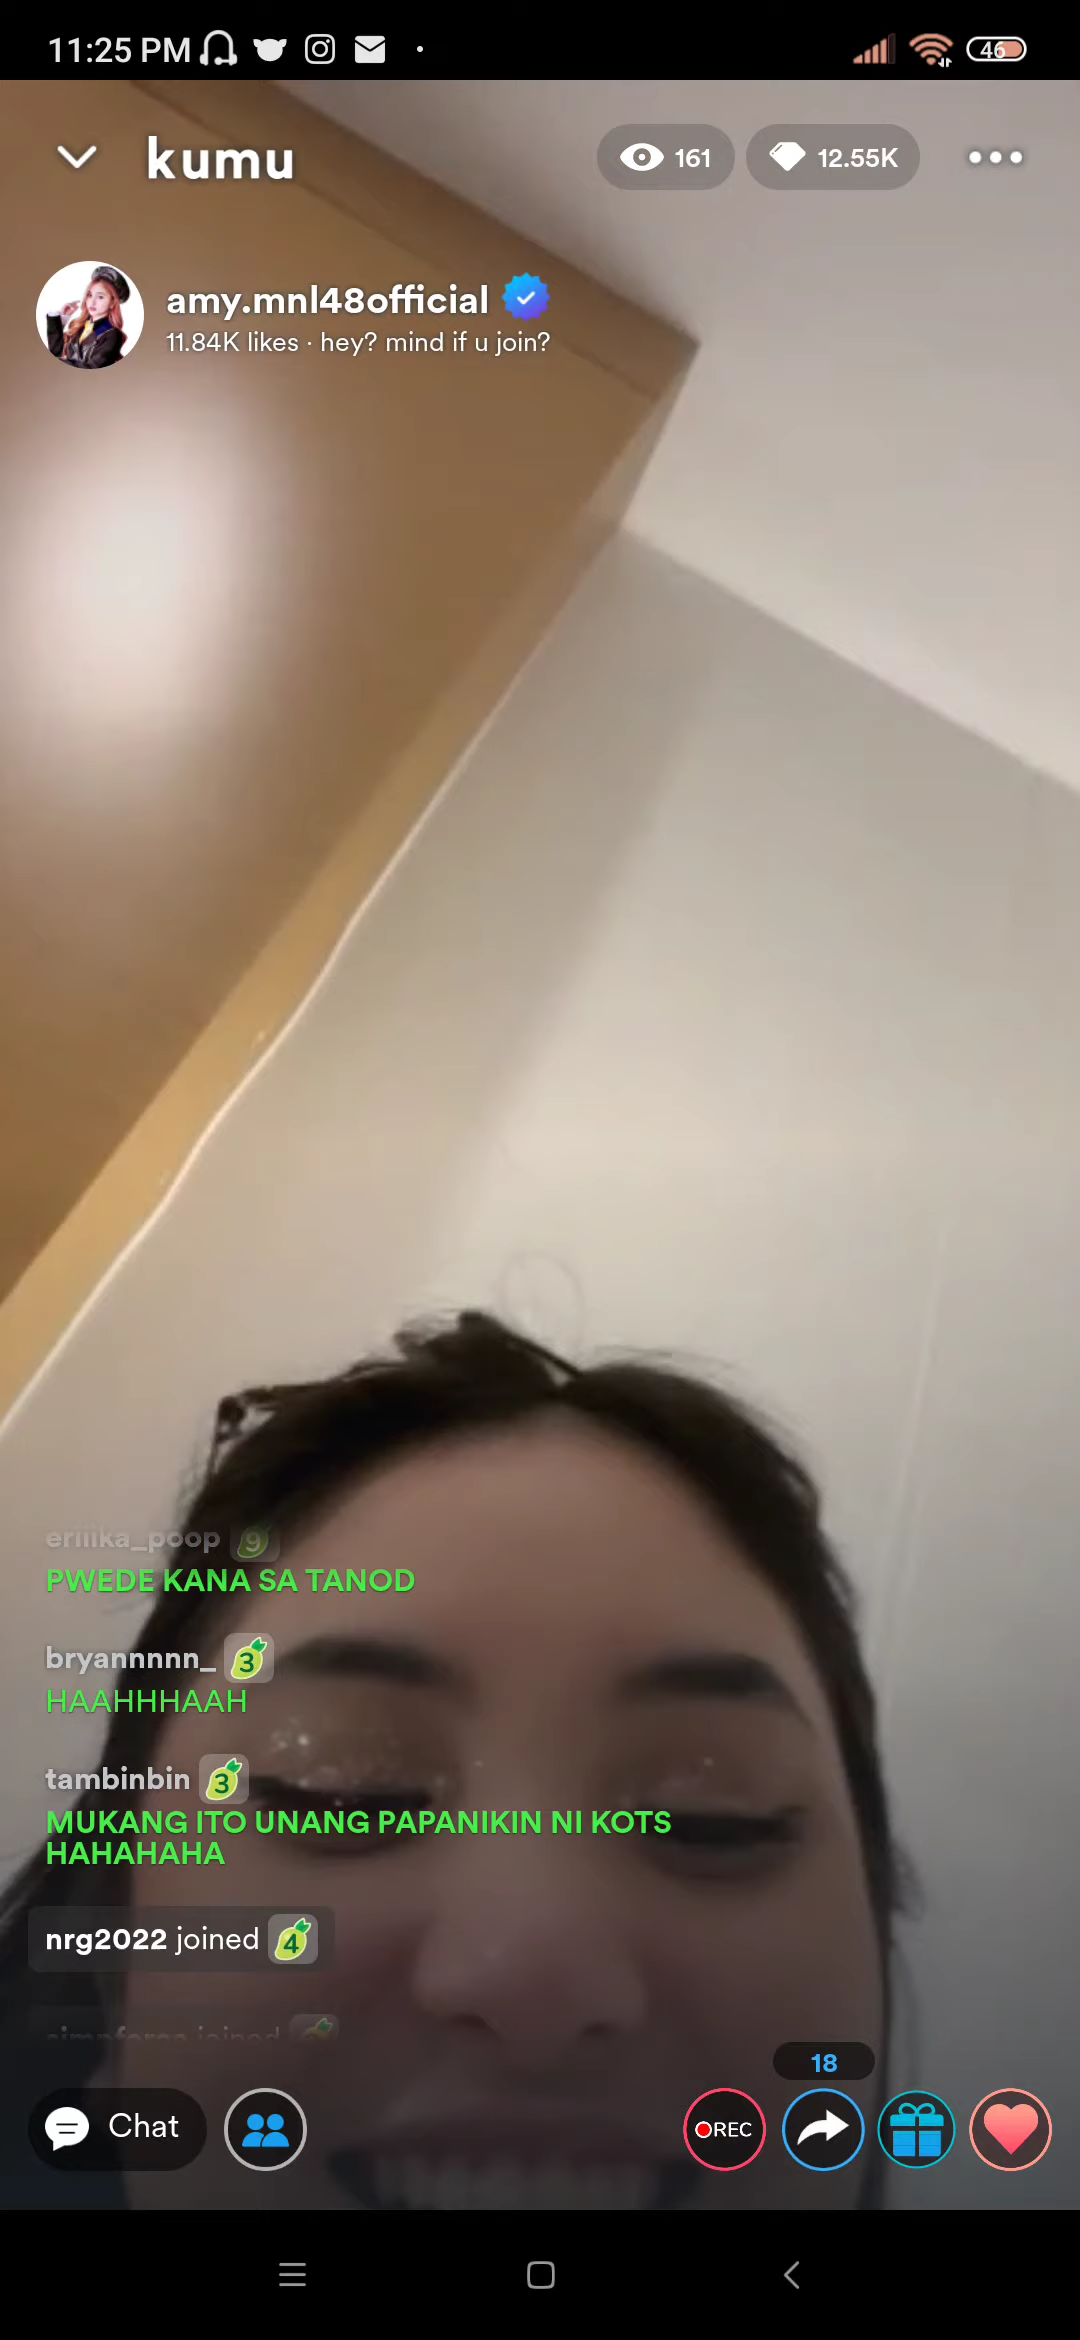 11:25 PM
46
kumu
161
12.55K
amy.mnl48official
11.84K likes · hey? mind if u join?
eriiika_poop 9
PWEDE KANA SA TANOD
bryannnnn_ 3
HAAHHHAAH
tambinbin 3
MUKANG ITO UNANG PAPANIKIN NI KOTS
HAHAHAHA
nrg2022 joined 4
joined
18
Chat
REC